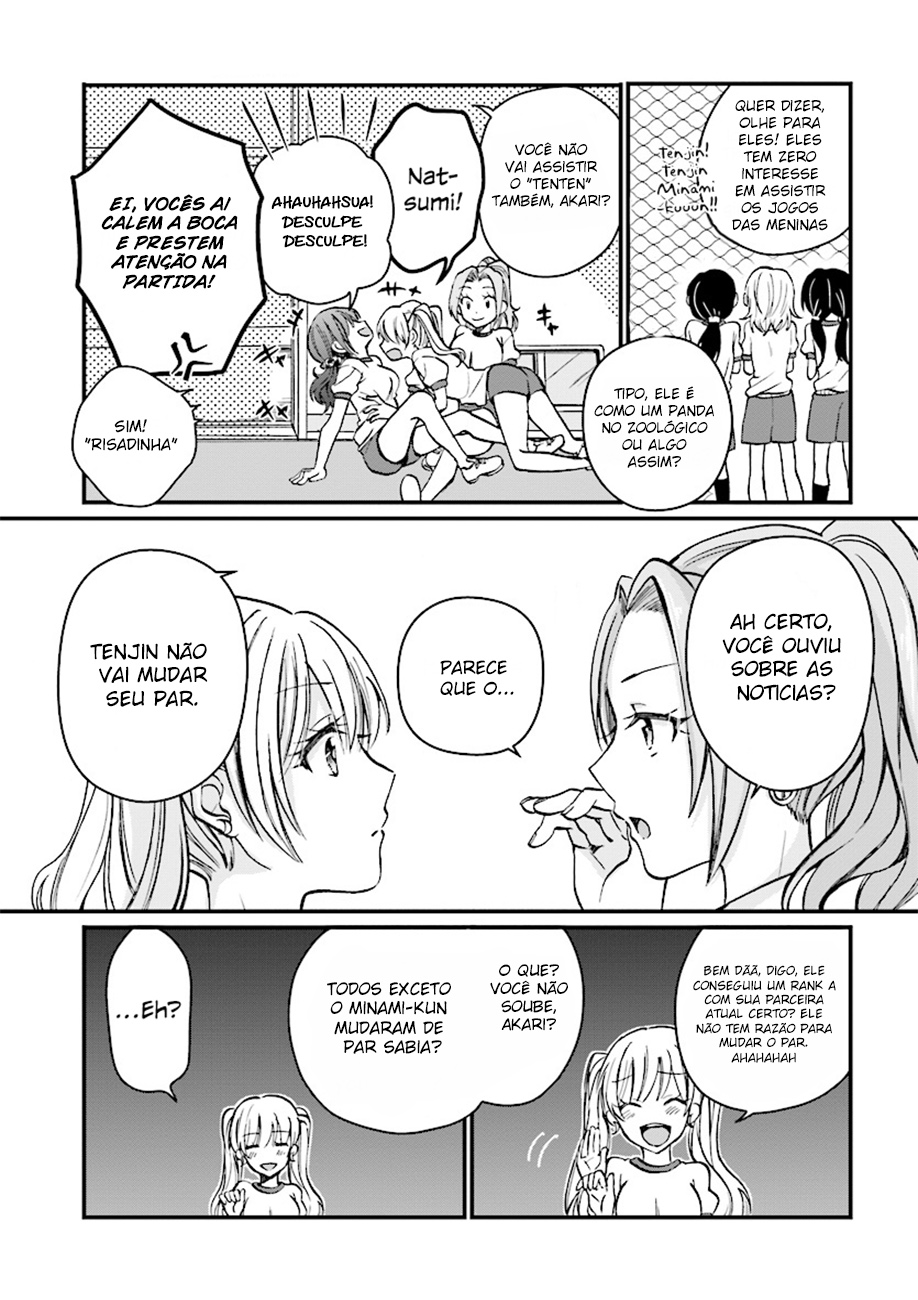 QUER DIZER,
OLHE PARA
ELES! ELES
TEM ZERO
INTERESSE
EM ASSISTIR
OS JOGOS
DAS MENINAS
Tenjin!
Tenjin
Minami
-Kuuun!!
TIPO, ELE É
COMO UM PANDA
NO ZOOLÓGICO
OU ALGO
ASSIM?
VOCÊ NÃO
VAI ASSISTIR
O "TENTEN"
TAMBÉM, AKARI?
Nat-
sumi!
AHAUHAHSUA!
DESCULPE
DESCULPE!
EI, VOCÊS AI
CALEM A BOCA
E PRESTEM
ATENÇÃO NA
PARTIDA!
SIM!
"RISADINHA"
AH CERTO,
VOCÊ OUVIU
SOBRE AS
NOTICIAS?
PARECE
QUE O...
TENJIN NÃO
VAI MUDAR
SEU PAR.
BEM DÃÃ, DIGO, ELE
CONSEGUIU UM RANK A
COM SUA PARCEIRA
ATUAL CERTO? ELE
NÃO TEM RAZÃO PARA
MUDAR O PAR.
AHAHAHAH
O QUE?
VOCÊ NÃO
SOUBE,
AKARI?
TODOS EXCETO
O MINAMI-KUN
MUDARAM DE
PAR SABIA?
...Eh?